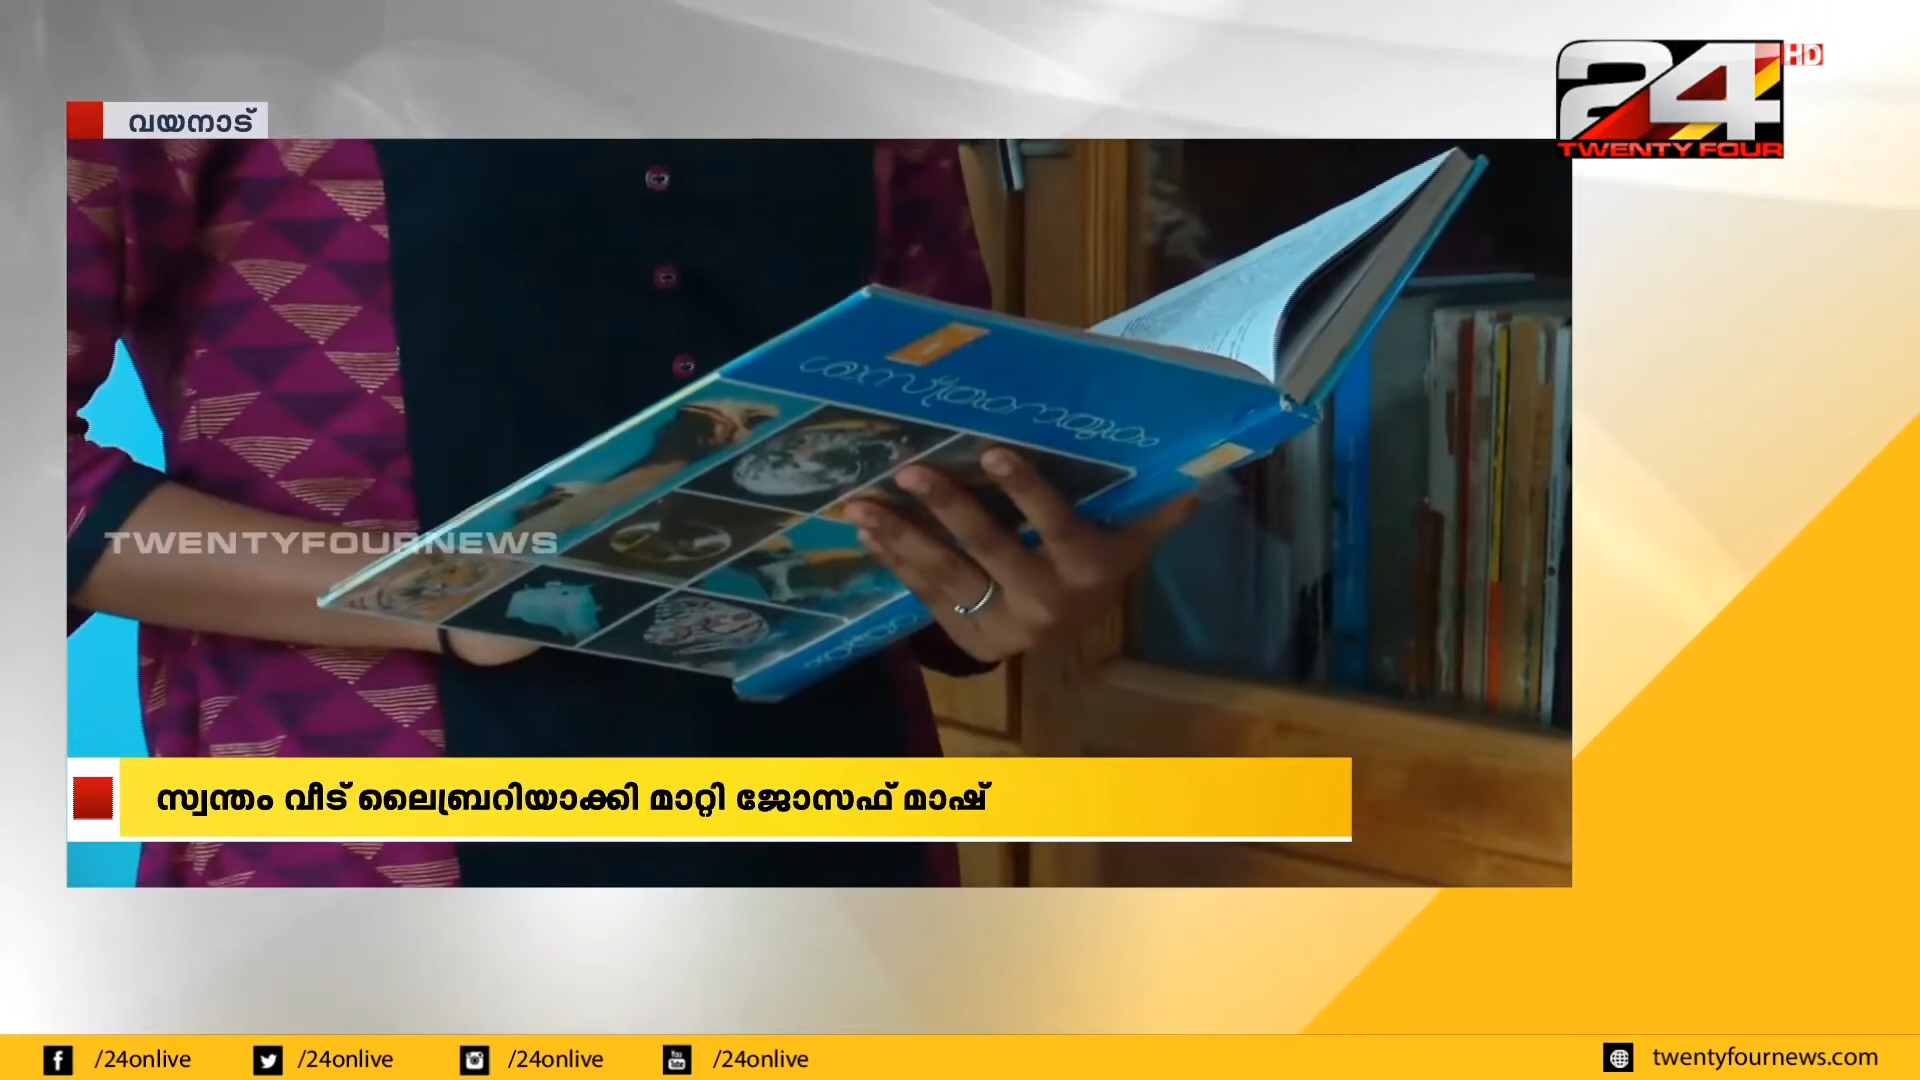 24 HD
TWENTY FOUR
വയനാട്
TWENTYFOURNEWS
സ്വന്തം വീട് ലൈബ്രറിയാക്കി മാറ്റി ജോസഫ് മാഷ്
/24onlive
/24onlive
/24onlive
/24onlive
twentyfournews.com